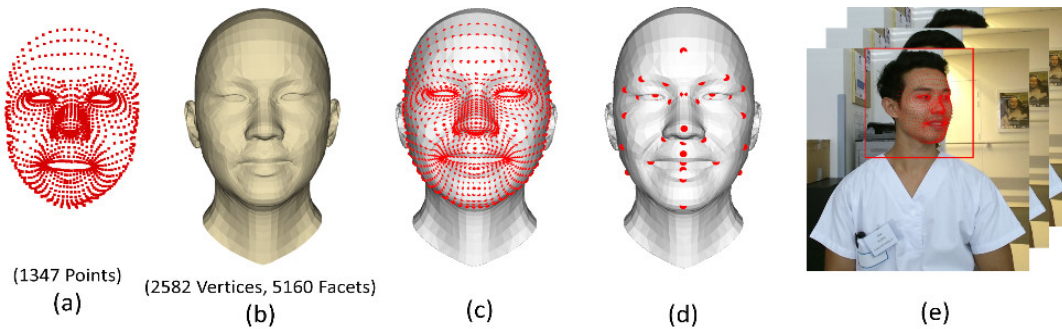 (1347 Points)
(a)
(2582 Vertices, 5160 Facets)
(b)
(c)
(d)
(e)